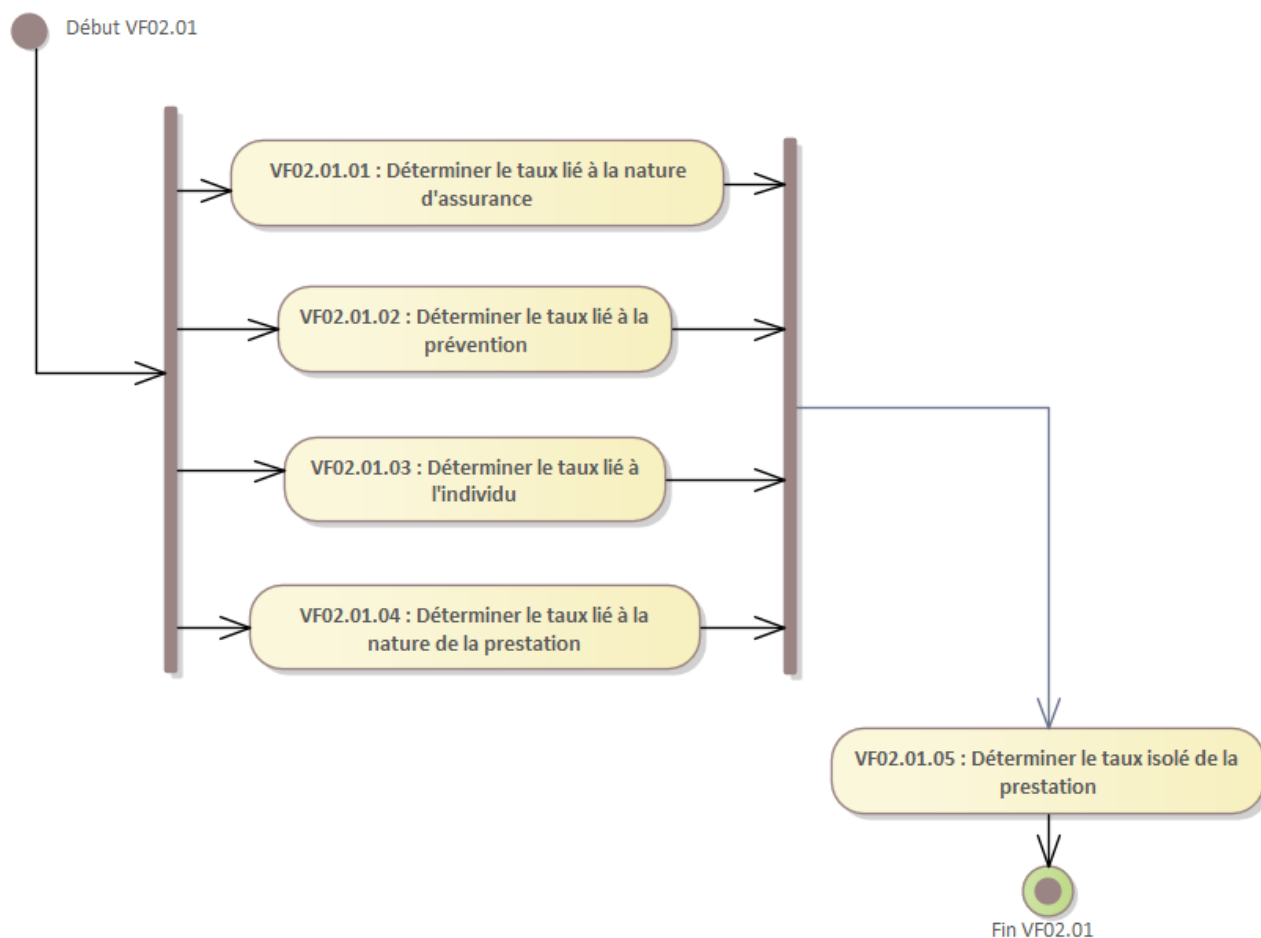 Début VF02.01
VF02.01.01 : Déterminer le taux lié à la nature
d'assurance
VF02.01.02 : Déterminer le taux lié à la
prévention
VF02.01.03 : Déterminer le taux lié à
l'individu
VF02.01.04 : Déterminer le taux lié à la
nature de la prestation
VF02.01.05 : Déterminer le taux isolé de la
prestation
Fin VF02.01